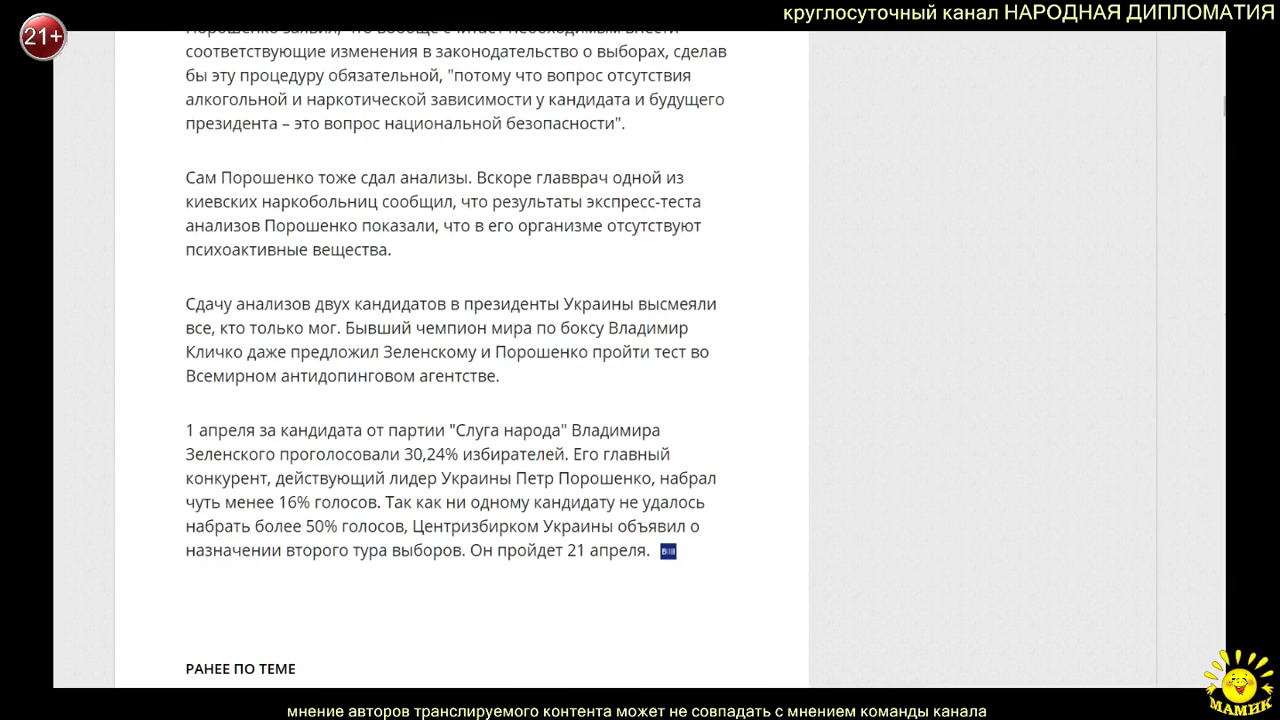 круглосуточный канал НАРОДНАЯ ДИПЛОМАТИЯ
21+
Порошенко заявил, что вообще считает необходимым внести
соответствующие изменения в законодательство о выборах, сделав
бы эту процедуру обязательной, "потому что вопрос отсутствия
алкогольной и наркотической зависимости у кандидата и будущего
президента – это вопрос национальной безопасности".
Сам Порошенко тоже сдал анализы. Вскоре главврач одной из
киевских наркобольниц сообщил, что результаты экспресс-теста
анализов Порошенко показали, что в его организме отсутствуют
психоактивные вещества.
Сдачу анализов двух кандидатов в президенты Украины высмеяли
все, кто только мог. Бывший чемпион мира по боксу Владимир
Кличко даже предложил Зеленскому и Порошенко пройти тест во
Всемирном антидопинговом агентстве.
1 апреля за кандидата от партии "Слуга народа" Владимира
Зеленского проголосовали 30,24% избирателей. Его главный
конкурент, действующий лидер Украины Петр Порошенко, набрал
чуть менее 16% голосов. Так как ни одному кандидату не удалось
набрать более 50% голосов, Центризбирком Украины объявил о
назначении второго тура выборов. Он пройдет 21 апреля.
РАНЕЕ ПО ТЕМЕ
МАМИК
мнение авторов транслируемого контента может не совпадать с мнением команды канала